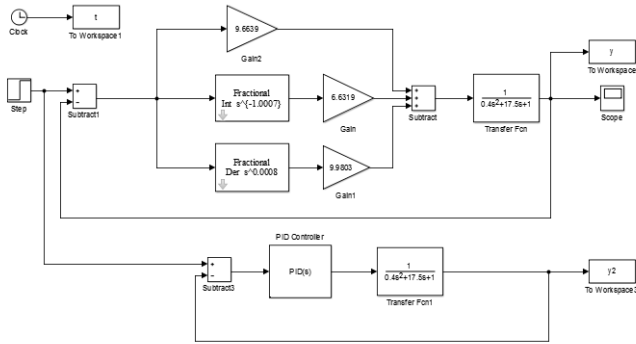 t
Clock
To Workspace1
9.6639
Gain2
y
To Workspace
Step
+
−
Subtract1
Fractional
Int s^{-1.0007}
6.6319
Gain
+
+
+
Subtract
1
0.4s²+17.5s+1
Transfer Fcn
Scope
Fractional
Der s^0.0008
9.9803
Gain1
PID Controller
+
−
Subtract3
PID(s)
1
0.4s²+17.5s+1
Transfer Fcn1
y2
To Workspace3